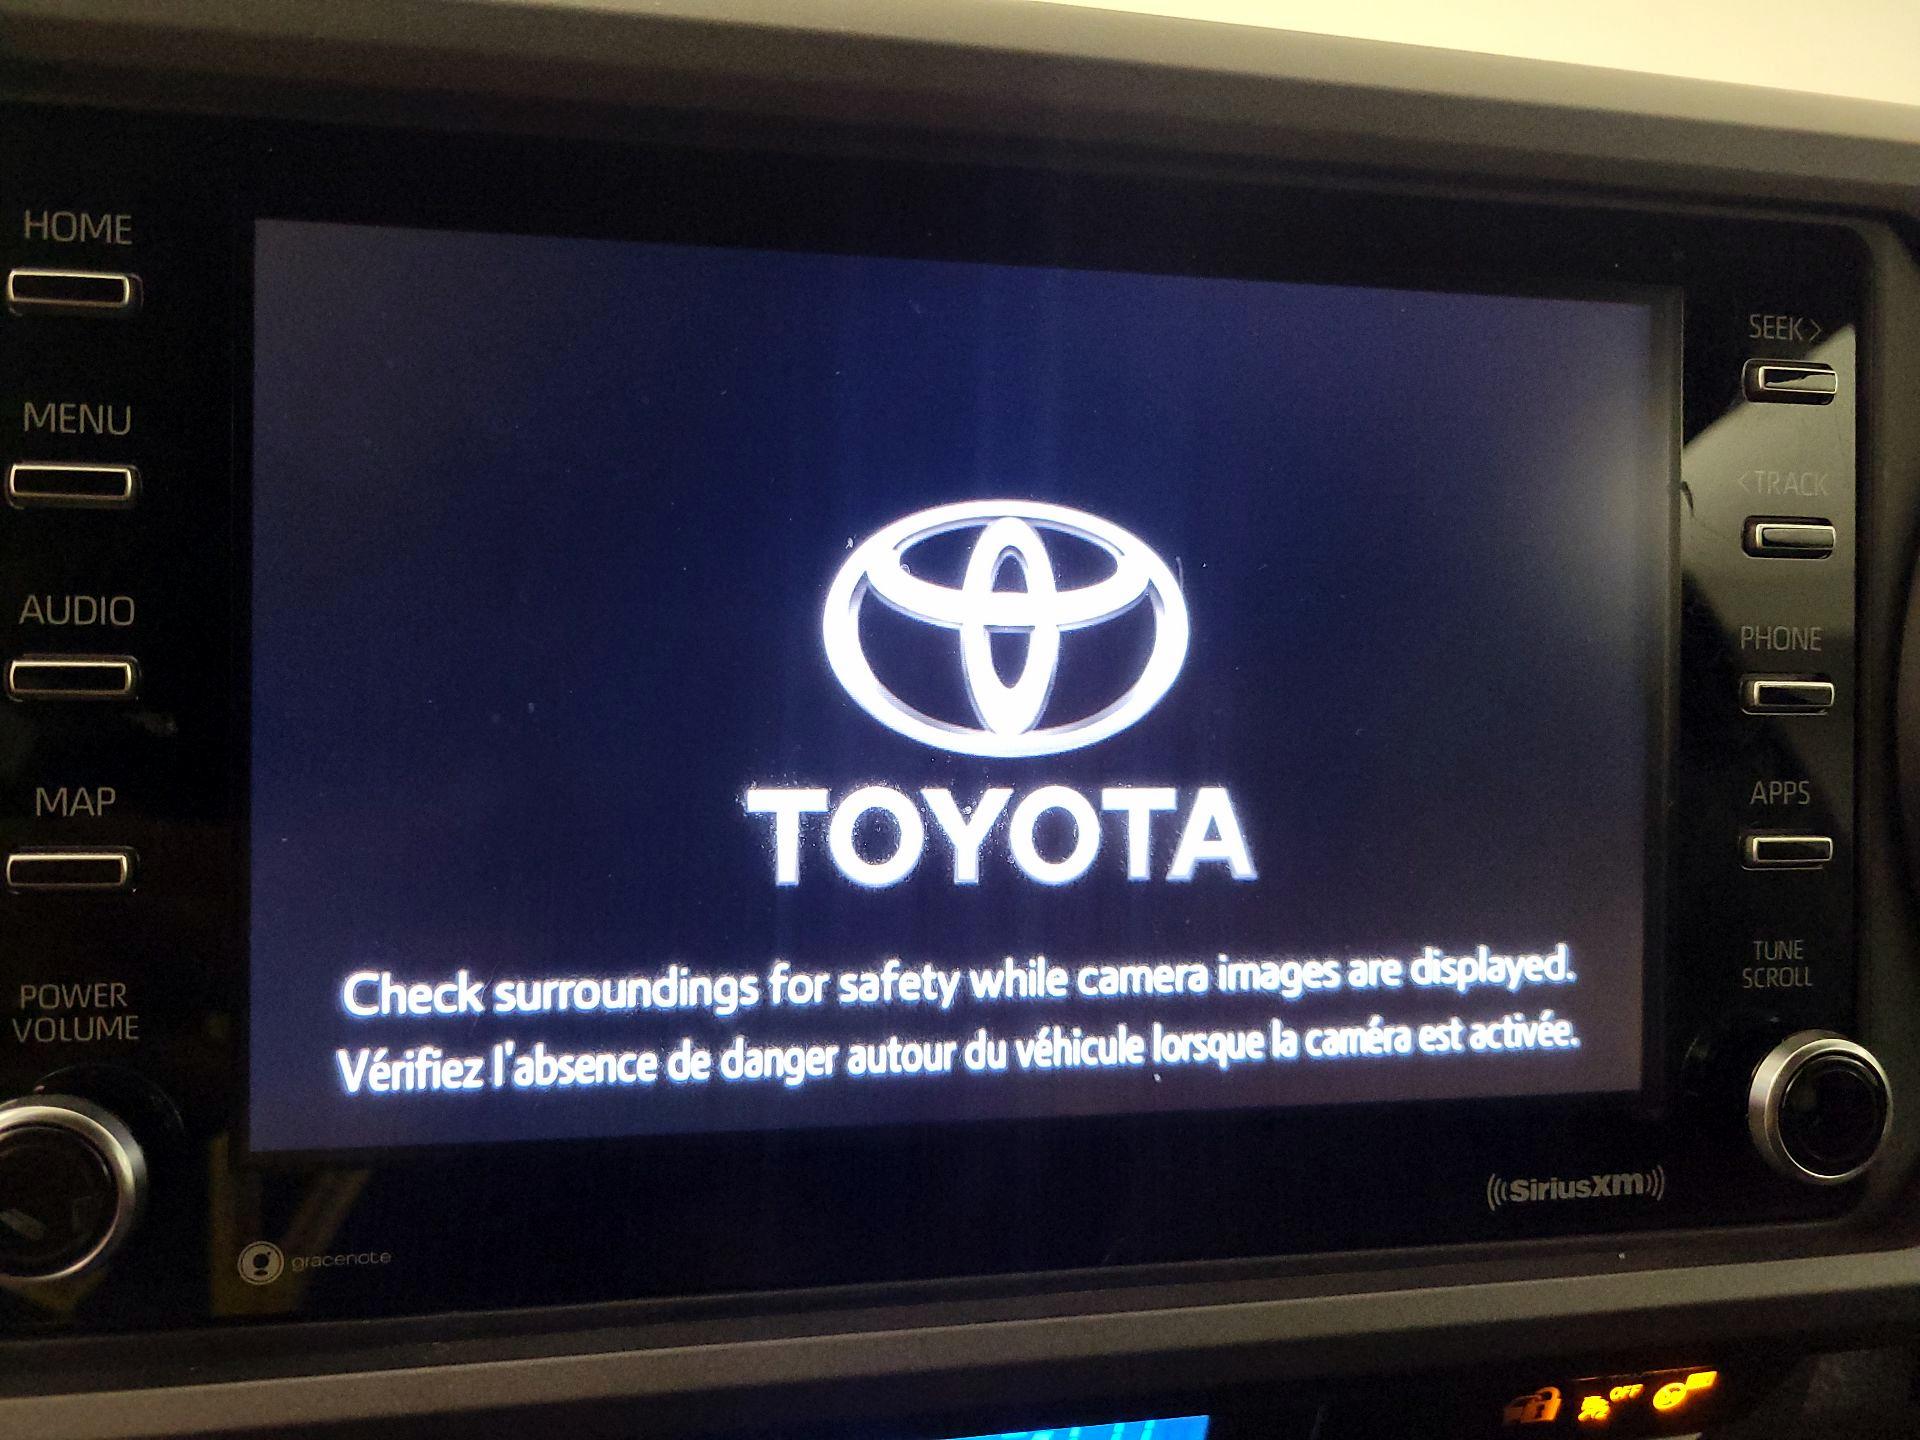 HOME
MENU
AUDIO
MAP
POWER
VOLUME
TOYOTA
Check surroundings for safety while camera images are displayed.
Vérifiez l'absence de danger autour du véhicule lorsque la caméra est activée.
SEEK>
<TRACK
PHONE
APPS
TUNE
SCROLL
gracenote
(((SiriusXm)))
OFF